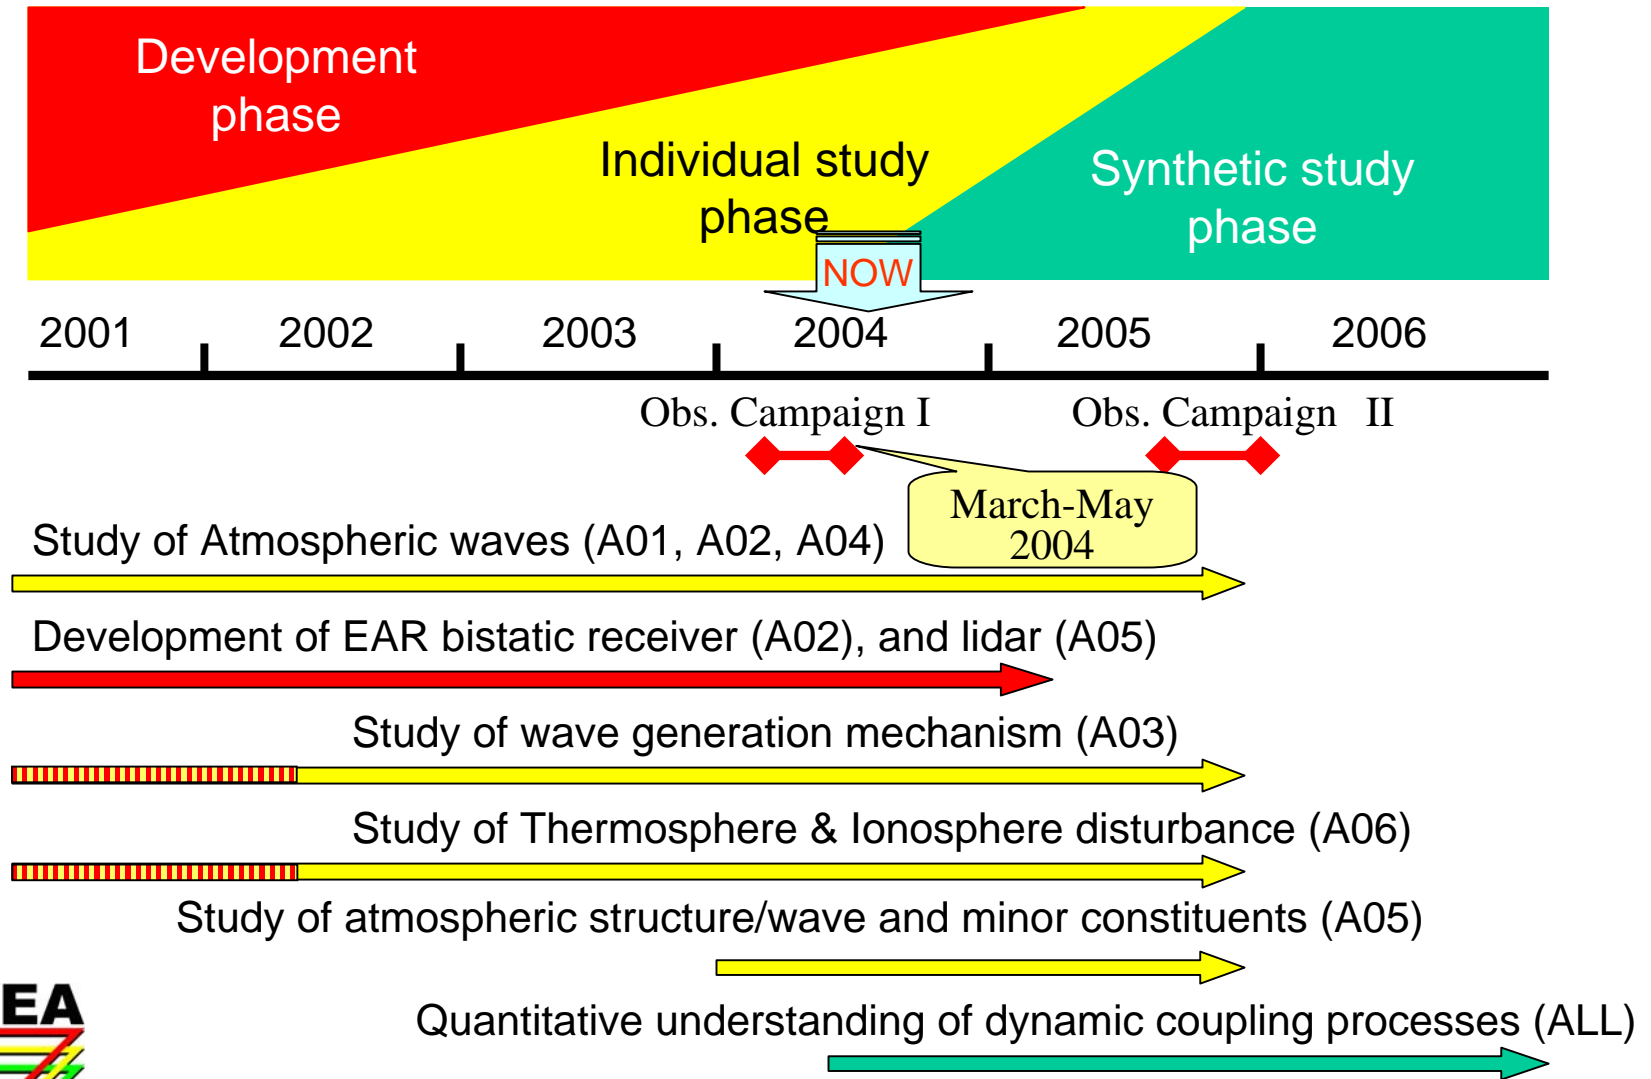 Development
phase
Individual study
phase
Synthetic study
phase
NOW
2001 2002 2003 2004 2005 2006
Obs. Campaign I
Obs. Campaign II
March-May
2004
Study of Atmospheric waves (A01, A02, A04)
Development of EAR bistatic receiver (A02), and lidar (A05)
Study of wave generation mechanism (A03)
Study of Thermosphere & Ionosphere disturbance (A06)
Study of atmospheric structure/wave and minor constituents (A05)
EA
Quantitative understanding of dynamic coupling processes (ALL)